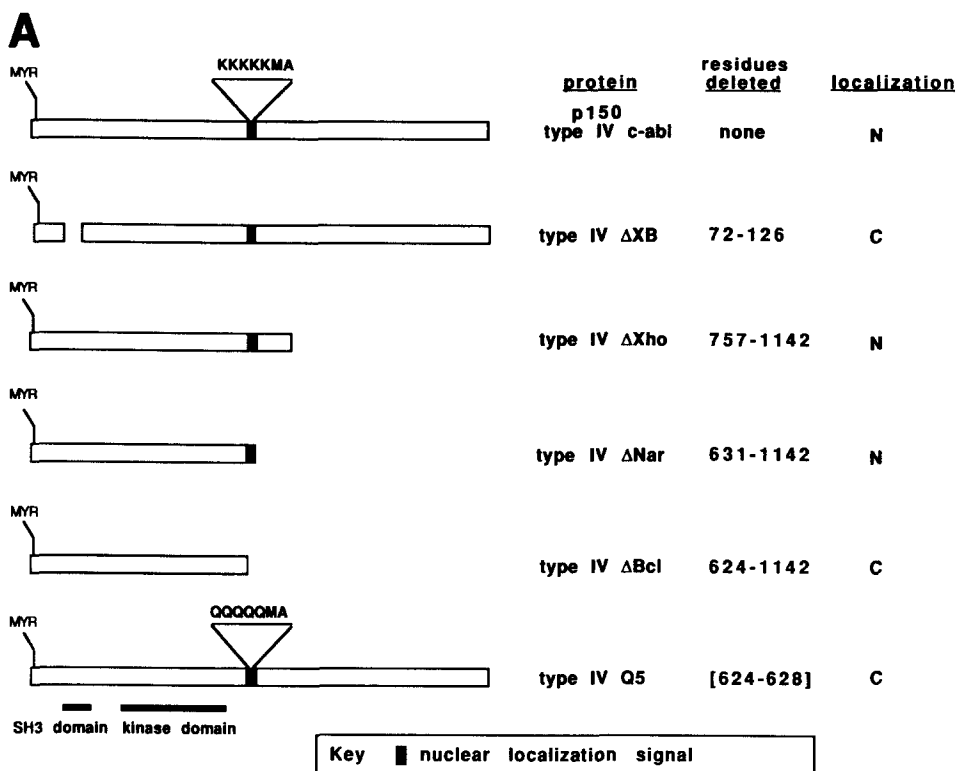 A
KKKKKMA
MYR
protein
residues deleted
localization
p150
type IV c-abl
none
N
MYR
type IV ΔXB
72-126
C
MYR
type IV ΔXho
757-1142
N
MYR
type IV ΔNar
631-1142
N
MYR
type IV ΔBcl
624-1142
C
QQQQQMA
MYR
type IV Q5
[624-628]
C
SH3 domain
kinase domain
Key nuclear localization signal